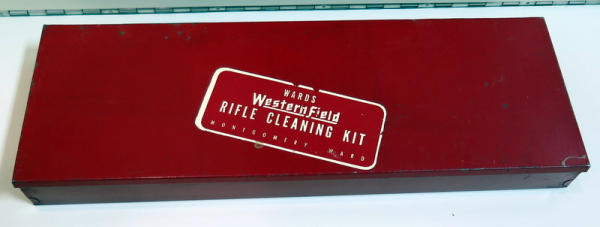 WARDS
Western Field
RIFLE CLEANING KIT
MONTGOMERY WARD